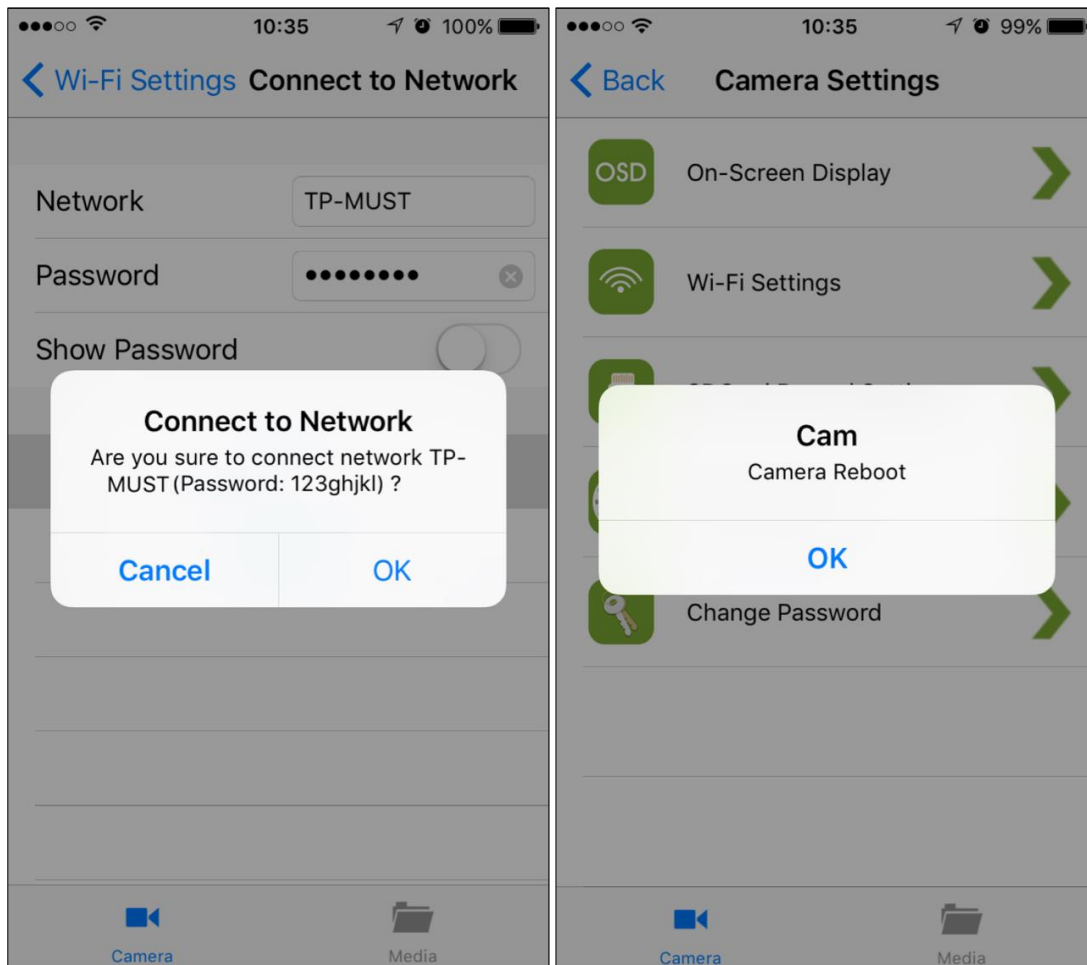 10:35
100%
Wi-Fi Settings Connect to Network
Network
TP-MUST
Password
Show Password
Connect to Network
Are you sure to connect network TP-
MUST(Password: 123ghjkl) ?
Cancel
OK
Camera
Media
10:35
99%
Back
Camera Settings
OSD
On-Screen Display
Wi-Fi Settings
Cam
Camera Reboot
OK
Change Password
Camera
Media